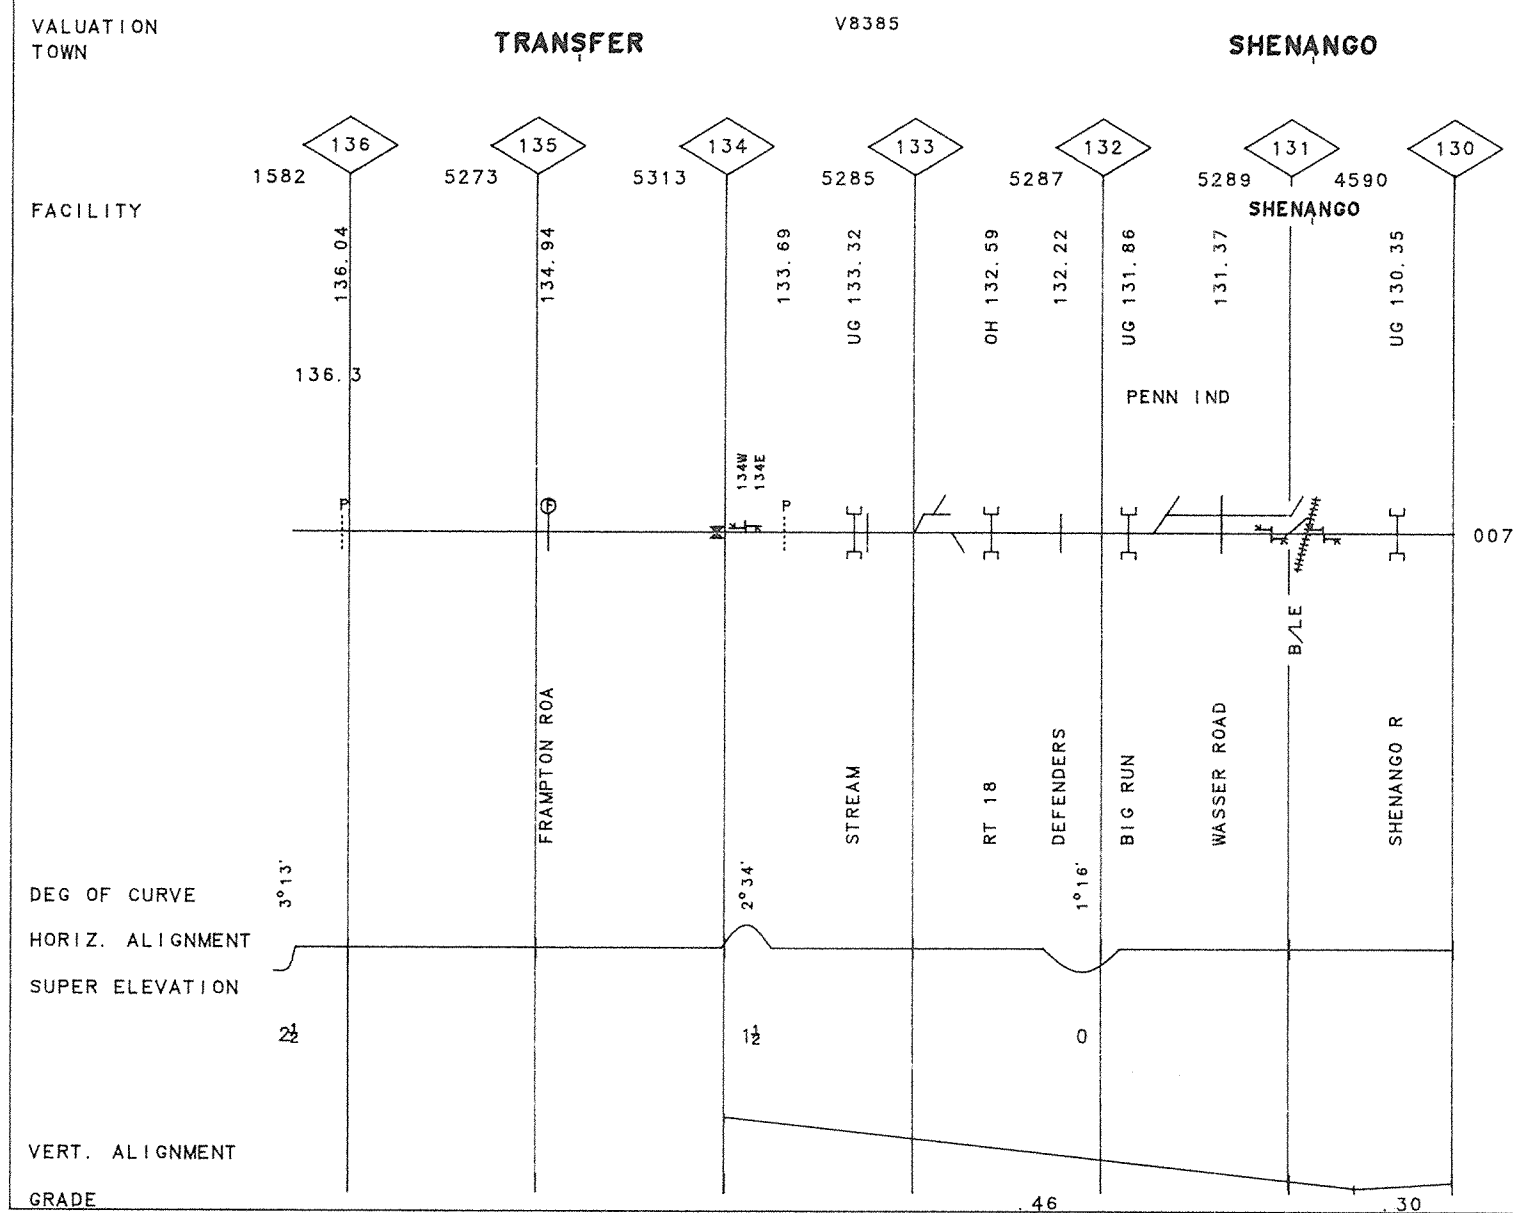 VALUATION
V8385
TOWN
TRANSFER
SHENANGO
136
135
134
133
132
131
130
1582
5273
5313
5285
5287
5289
4590
FACILITY
SHENANGO
136.04
134.94
133.69
UG 133.32
OH 132.59
132.22
UG 131.86
131.37
UG 130.35
136.3
PENN IND
134W
134E
P
F
P
007
B/LE
FRAMPTON ROA
STREAM
RT 18
DEFENDERS
BIG RUN
WASSER ROAD
SHENANGO R
DEG OF CURVE
3°13'
2°34'
1°16'
HORIZ. ALIGNMENT
SUPER ELEVATION
2½
1½
0
VERT. ALIGNMENT
GRADE
.46
.30